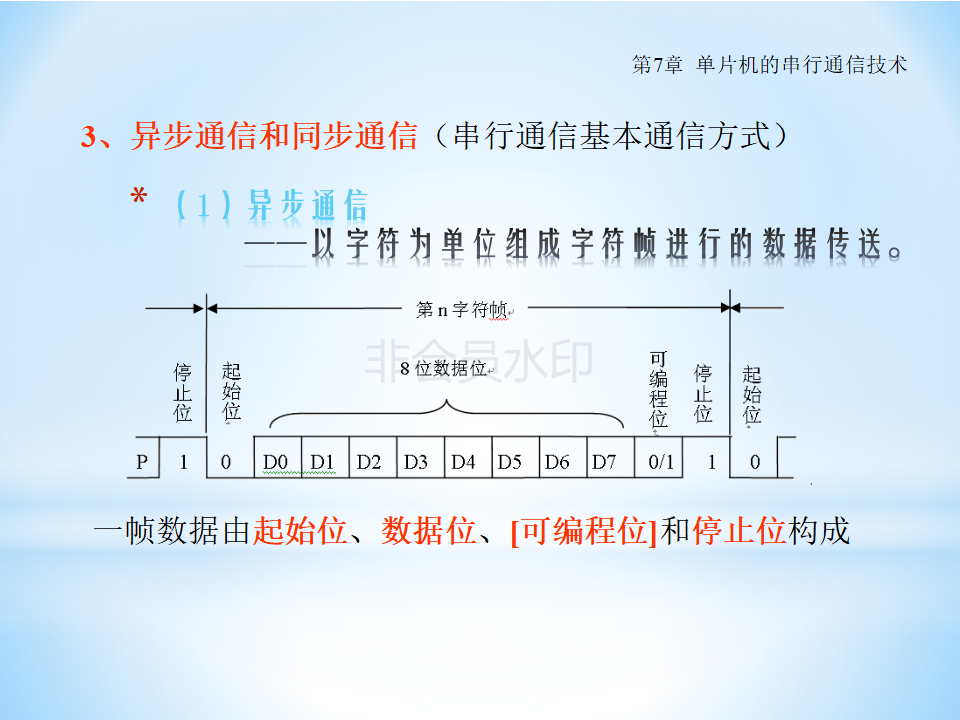 第7章 单片机的串行通信技术
3、异步通信和同步通信（串行通信基本通信方式）
* （1）异步通信
——以字符为单位组成字符帧进行的数据传送。
第 n 字符帧
非会员水印
8 位数据位
停止位
起始位
可编程位
停止位
起始位
P 1 0 D0 D1 D2 D3 D4 D5 D6 D7 0/1 1 0
一帧数据由起始位、数据位、[可编程位]和停止位构成